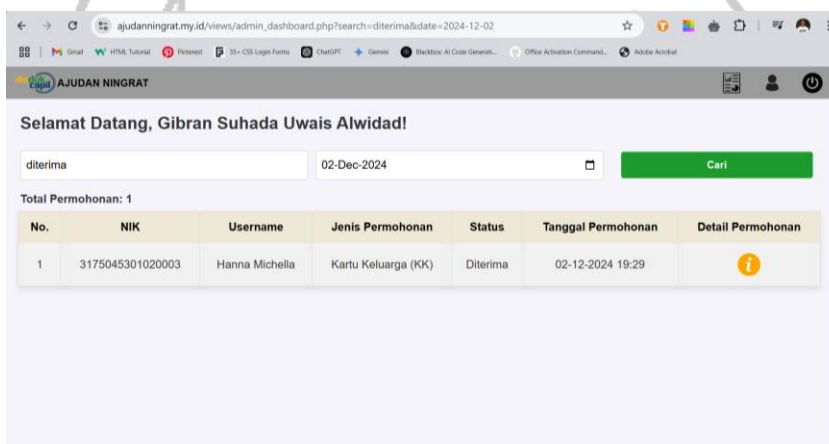 ajudanningrat.my.id/views/admin_dashboard.php?search=diterima&date=2024-12-02
Gmail HTML Tutorial Pinterest 35+ CSS Login Forms ChatGPT Gemini Blackbox AI Code Generati... Office Activation Command... Adobe Acrobat
AJUDAN NINGRAT
Selamat Datang, Gibran Suhada Uwais Alwidad!
diterima 02-Dec-2024 Cari
Total Permohonan: 1
No. NIK Username Jenis Permohonan Status Tanggal Permohonan Detail Permohonan
1 3175045301020003 Hanna Michella Kartu Keluarga (KK) Diterima 02-12-2024 19:29